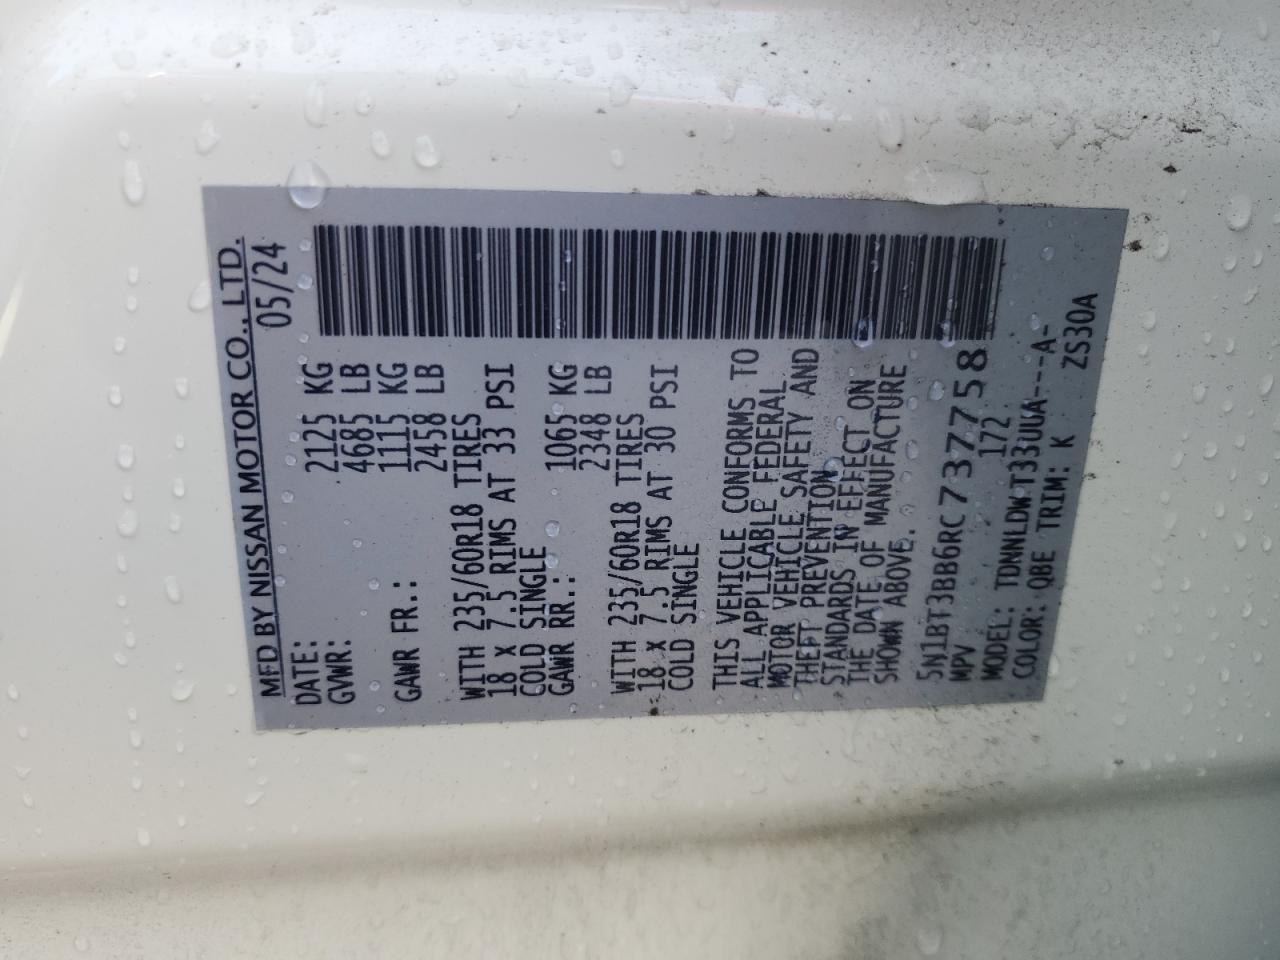 MFD BY NISSAN MOTOR CO., LTD.
DATE: 05/24
GVWR: 2125 KG
4685 LB
GAWR FR.: 1115 KG
2458 LB
WITH 235/60R18 TIRES
18 X 7.5 RIMS AT 33 PSI
COLD SINGLE
GAWR RR.: 1065 KG
2348 LB
WITH 235/60R18 TIRES
18 X 7.5 RIMS AT 30 PSI
COLD SINGLE
THIS VEHICLE CONFORMS TO
ALL APPLICABLE FEDERAL
MOTOR VEHICLE SAFETY AND
THEFT PREVENTION
STANDARDS IN EFFECT ON
THE DATE OF MANUFACTURE
SHOWN ABOVE.
5N1BT3BB6RC737758
MPV 172
MODEL: TDNNLDWT33UUA---A-
COLOR: QBE TRIM: K ZS30A